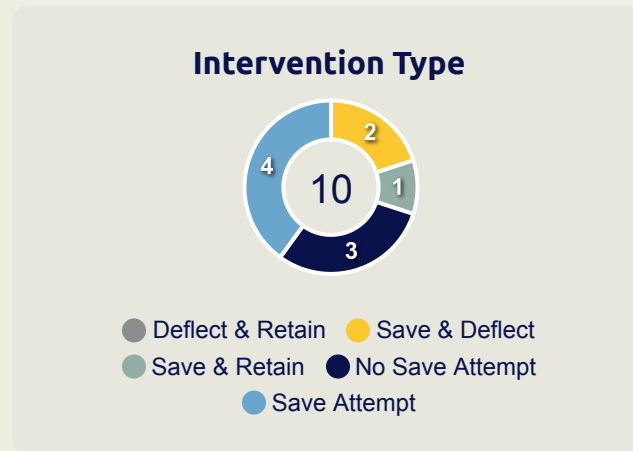 Intervention Type
2
4
10
1
3
Deflect & Retain Save & Deflect
Save & Retain No Save Attempt
Save Attempt